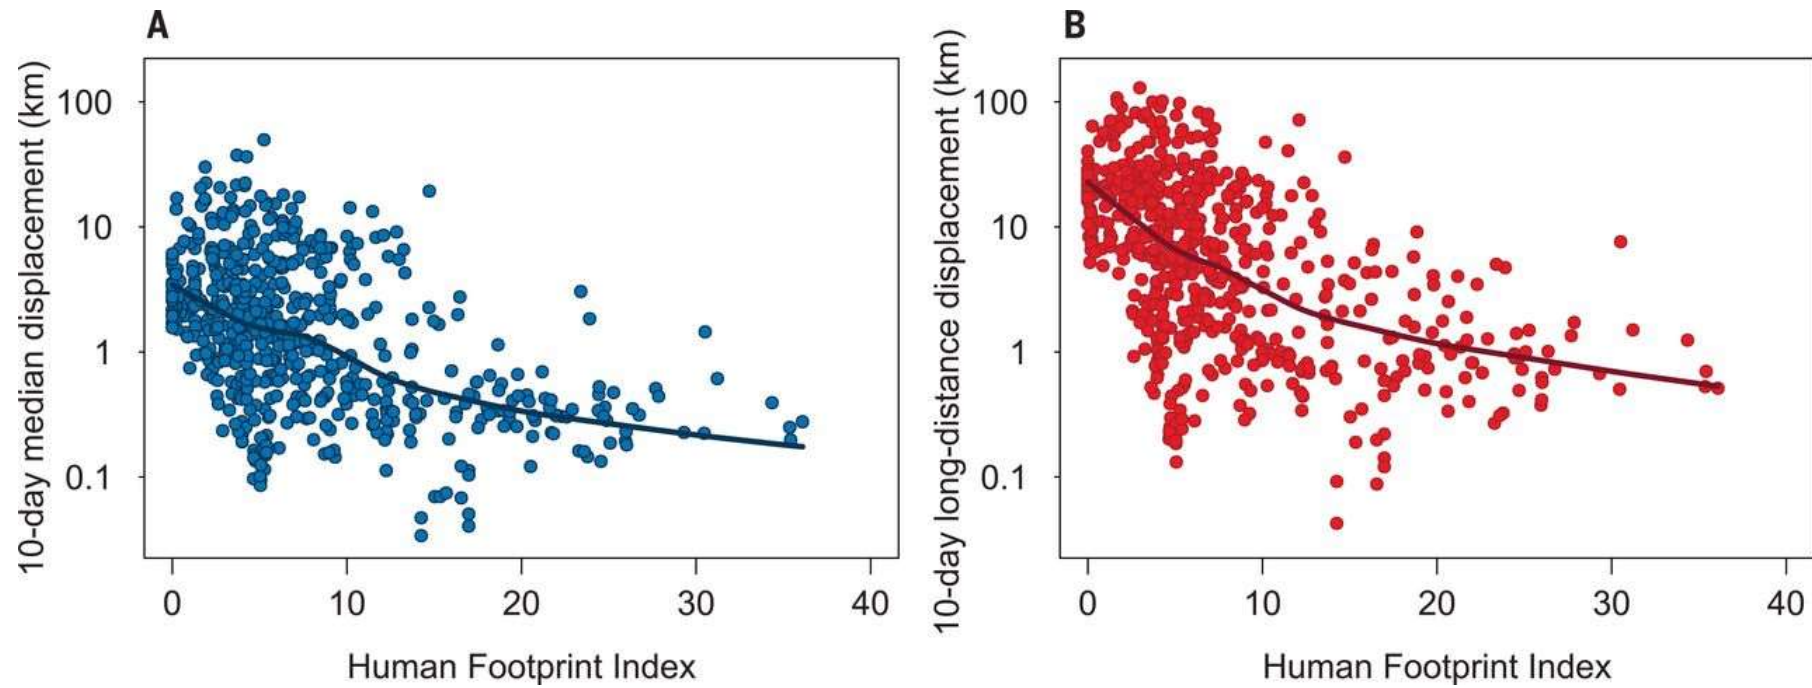 A
10-day median displacement (km)
100
10
1
0.1
0 10 20 30 40
Human Footprint Index
B
10-day long-distance displacement (km)
100
10
1
0.1
0 10 20 30 40
Human Footprint Index